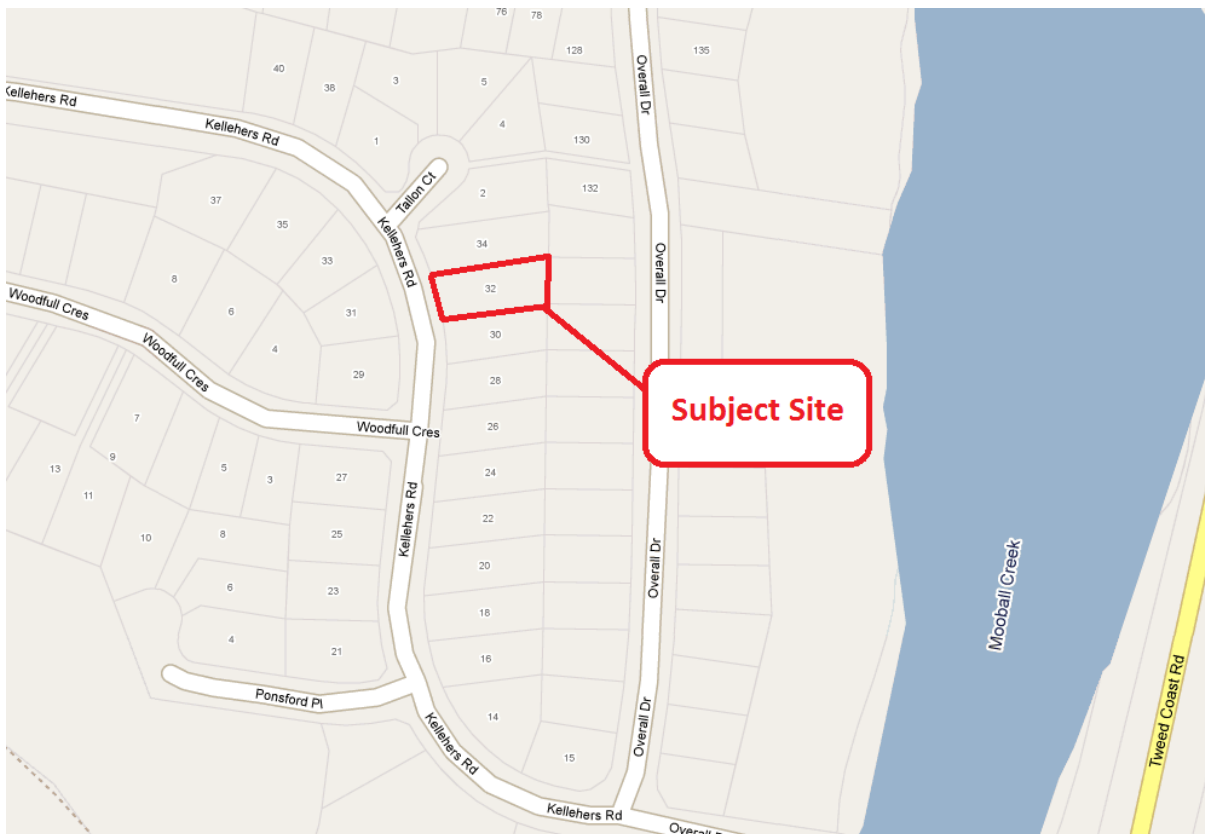 76
78
128
135
Overall Dr
40
38
3
5
Kellehers Rd
Kellehers Rd
1
4
130
Tallon Ct
2
132
37
35
Kellehers Rd
34
33
Overall Dr
8
32
Woodfull Cres
6
31
30
4
Woodfull Cres
29
28
Subject Site
7
Woodfull Cres
26
9
13
5
3
27
24
11
Kellehers Rd
22
10
8
25
Overall Dr
20
Mooball Creek
6
23
18
4
21
16
Ponsford Pl
Kellehers Rd
14
Overall Dr
Tweed Coast Rd
15
Kellehers Rd